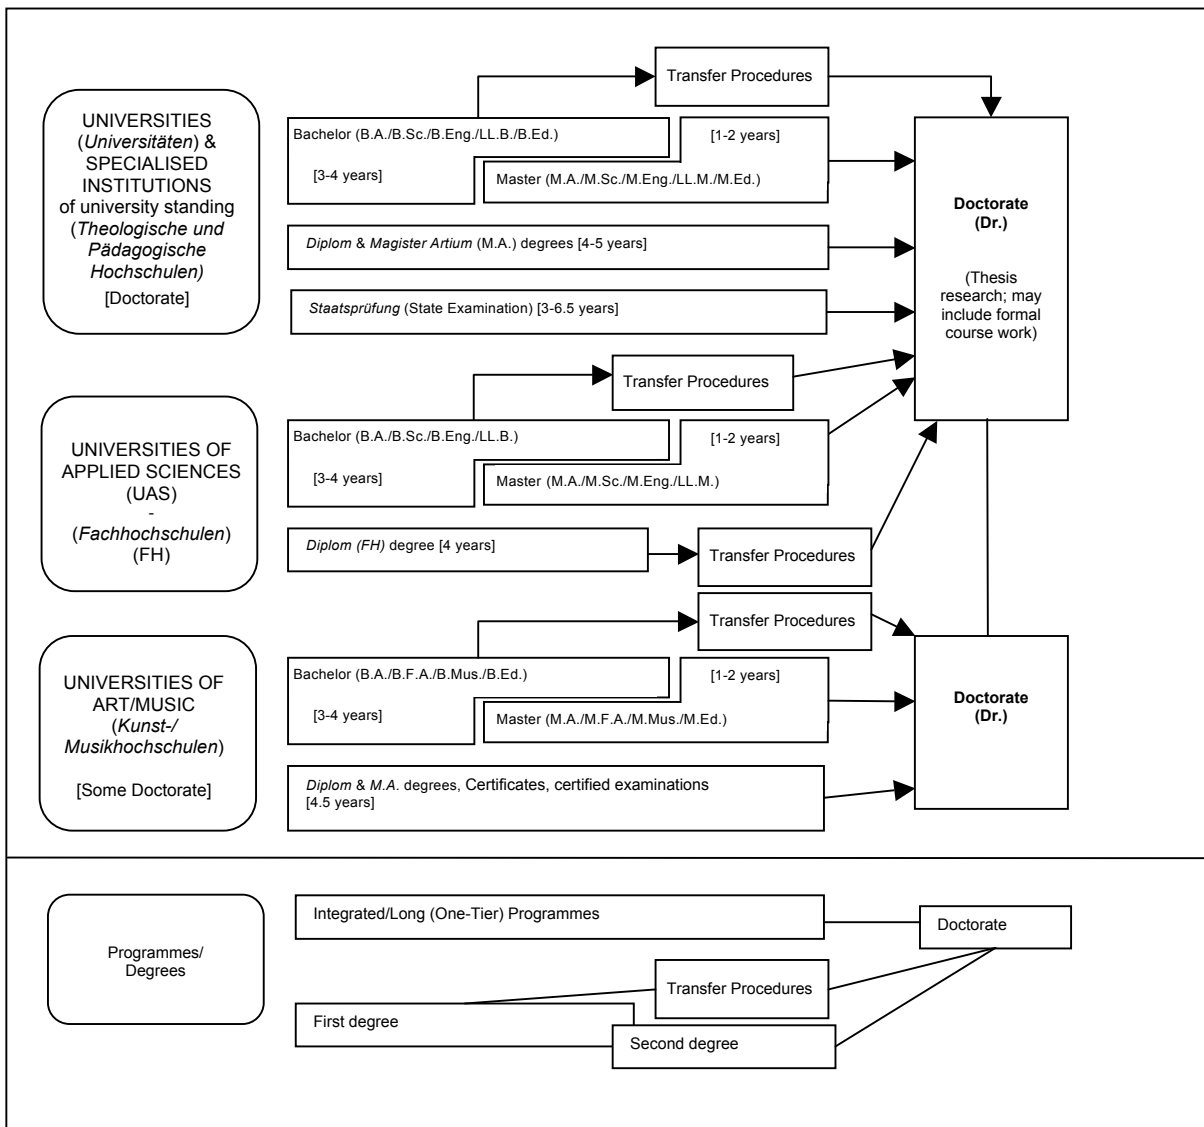 Transfer Procedures
UNIVERSITIES
(Universitäten) &
SPECIALISED
INSTITUTIONS
of university standing
(Theologische und
Pädagogische
Hochschulen)
[Doctorate]
Bachelor (B.A./B.Sc./B.Eng./LL.B./B.Ed.)
[3-4 years]
[1-2 years]
Master (M.A./M.Sc./M.Eng./LL.M./M.Ed.)
Diplom & Magister Artium (M.A.) degrees [4-5 years]
Staatsprüfung (State Examination) [3-6.5 years]
Doctorate
(Dr.)
(Thesis
research; may
include formal
course work)
Transfer Procedures
UNIVERSITIES OF
APPLIED SCIENCES
(UAS)
-
(Fachhochschulen)
(FH)
Bachelor (B.A./B.Sc./B.Eng./LL.B.)
[3-4 years]
[1-2 years]
Master (M.A./M.Sc./M.Eng./LL.M.)
Diplom (FH) degree [4 years]
Transfer Procedures
Transfer Procedures
UNIVERSITIES OF
ART/MUSIC
(Kunst-/
Musikhochschulen)
[Some Doctorate]
Bachelor (B.A./B.F.A./B.Mus./B.Ed.)
[3-4 years]
[1-2 years]
Master (M.A./M.F.A./M.Mus./M.Ed.)
Diplom & M.A. degrees, Certificates, certified examinations
[4.5 years]
Doctorate
(Dr.)
Programmes/
Degrees
Integrated/Long (One-Tier) Programmes
Doctorate
Transfer Procedures
First degree
Second degree